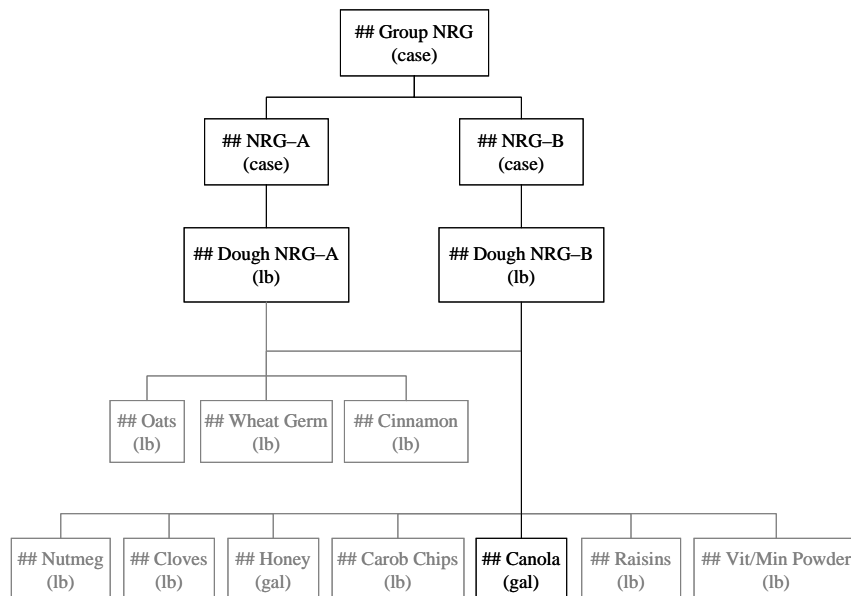 ## Group NRG
(case)
## NRG–A
(case)
## NRG–B
(case)
## Dough NRG–A
(lb)
## Dough NRG–B
(lb)
## Oats
(lb)
## Wheat Germ
(lb)
## Cinnamon
(lb)
## Nutmeg
(lb)
## Cloves
(lb)
## Honey
(gal)
## Carob Chips
(lb)
## Canola
(gal)
## Raisins
(lb)
## Vit/Min Powder
(lb)